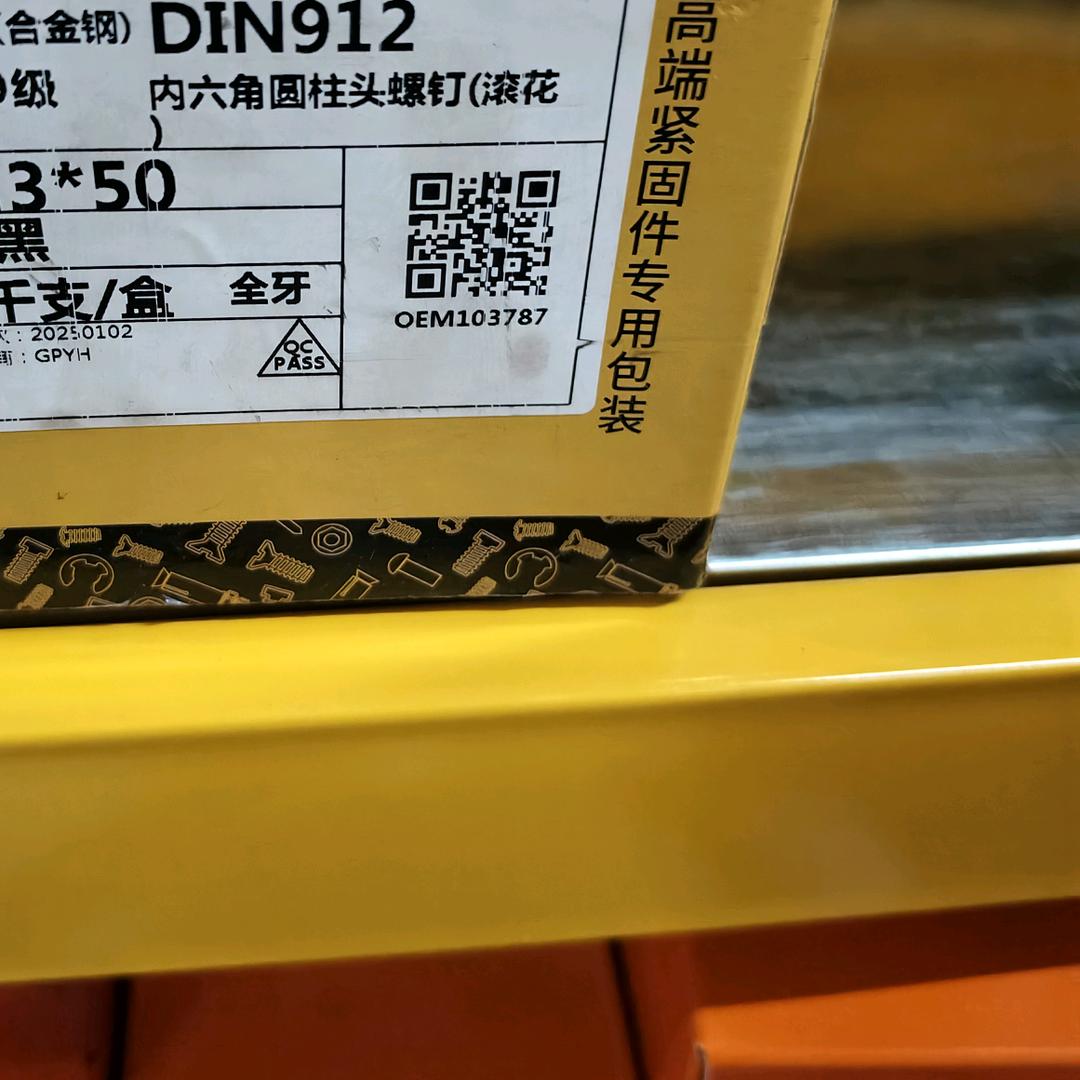 (合金钢) DIN912
级
内六角圆柱头螺钉(滚花
)
3*50
黑
千支/盒 全牙
: 20250102
: GPYH
QC
PASS
OEM103787
高端紧固件专用包装